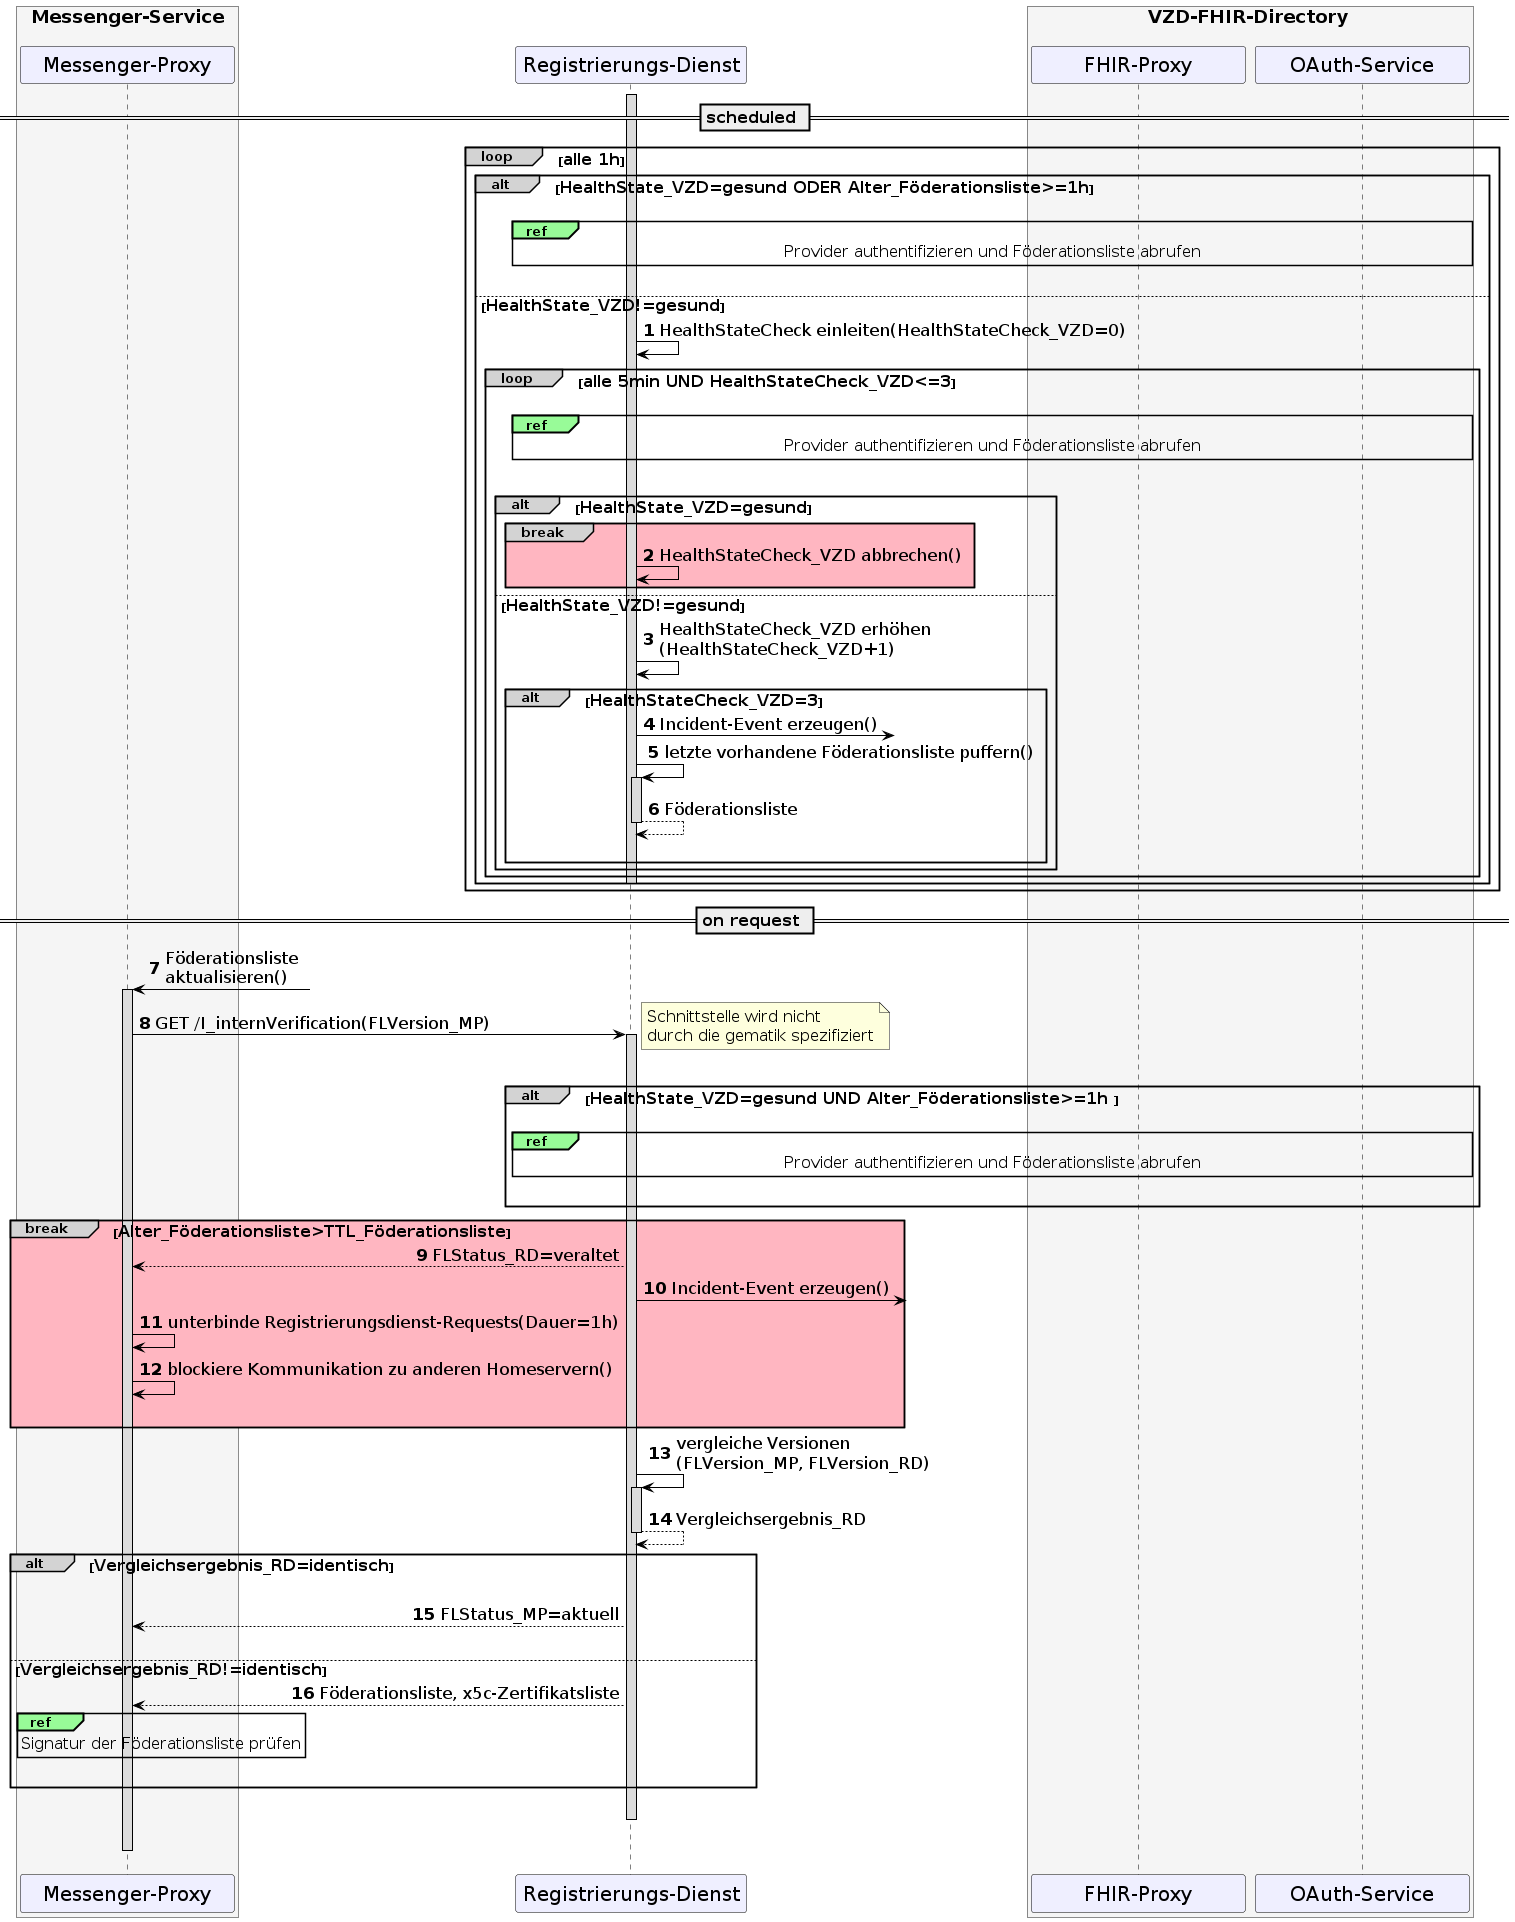 Messenger-Service
VZD-FHIR-Directory
Messenger-Proxy
Registrierungs-Dienst
FHIR-Proxy
OAuth-Service
scheduled
loop [alle 1h]
alt [HealthState_VZD=gesund ODER Alter_Föderationsliste>=1h]
ref
Provider authentifizieren und Föderationsliste abrufen
[HealthState_VZD!=gesund]
1 HealthStateCheck einleiten(HealthStateCheck_VZD=0)
loop [alle 5min UND HealthStateCheck_VZD<=3]
ref
Provider authentifizieren und Föderationsliste abrufen
alt [HealthState_VZD=gesund]
break
2 HealthStateCheck_VZD abbrechen()
[HealthState_VZD!=gesund]
3 HealthStateCheck_VZD erhöhen
(HealthStateCheck_VZD+1)
alt [HealthStateCheck_VZD=3]
4 Incident-Event erzeugen()
5 letzte vorhandene Föderationsliste puffern()
6 Föderationsliste
on request
7 Föderationsliste
aktualisieren()
8 GET /I_internVerification(FLVersion_MP)
Schnittstelle wird nicht
durch die gematik spezifiziert
alt [HealthState_VZD=gesund UND Alter_Föderationsliste>=1h ]
ref
Provider authentifizieren und Föderationsliste abrufen
break [Alter_Föderationsliste>TTL_Föderationsliste]
9 FLStatus_RD=veraltet
10 Incident-Event erzeugen()
11 unterbinde Registrierungsdienst-Requests(Dauer=1h)
12 blockiere Kommunikation zu anderen Homeservern()
13 vergleiche Versionen
(FLVersion_MP, FLVersion_RD)
14 Vergleichsergebnis_RD
alt [Vergleichsergebnis_RD=identisch]
15 FLStatus_MP=aktuell
[Vergleichsergebnis_RD!=identisch]
16 Föderationsliste, x5c-Zertifikatsliste
ref
Signatur der Föderationsliste prüfen
Messenger-Proxy
Registrierungs-Dienst
FHIR-Proxy
OAuth-Service